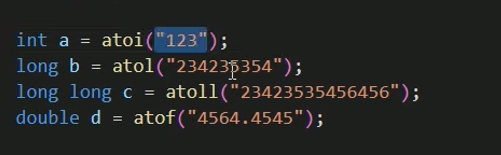 int a = atoi("123");
long b = atol("234235354");
long long c = atoll("23423535456456");
double d = atof("4564.4545");